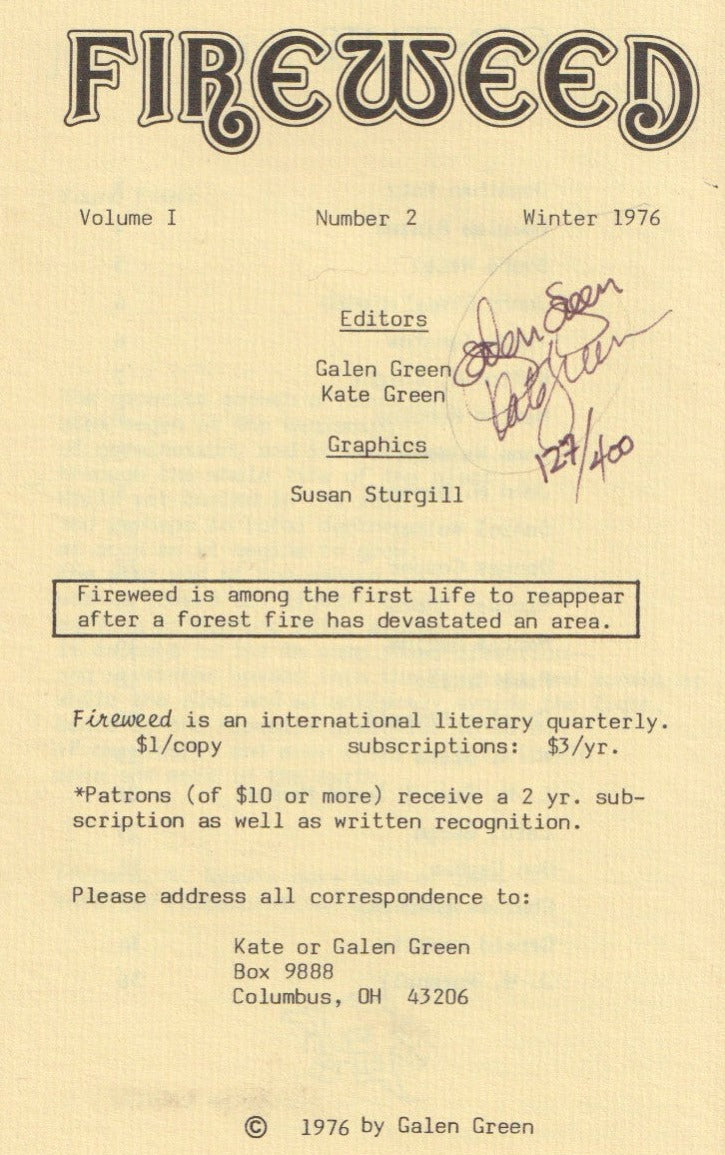 FIREWEED
Volume I Number 2 Winter 1976
Editors
Galen Green
Kate Green
Galen Green
Kate Green
127/400
Graphics
Susan Sturgill
Fireweed is among the first life to reappear
after a forest fire has devastated an area.
Fireweed is an international literary quarterly.
$1/copy subscriptions: $3/yr.
*Patrons (of $10 or more) receive a 2 yr. sub-
scription as well as written recognition.
Please address all correspondence to:
Kate or Galen Green
Box 9888
Columbus, OH 43206
© 1976 by Galen Green